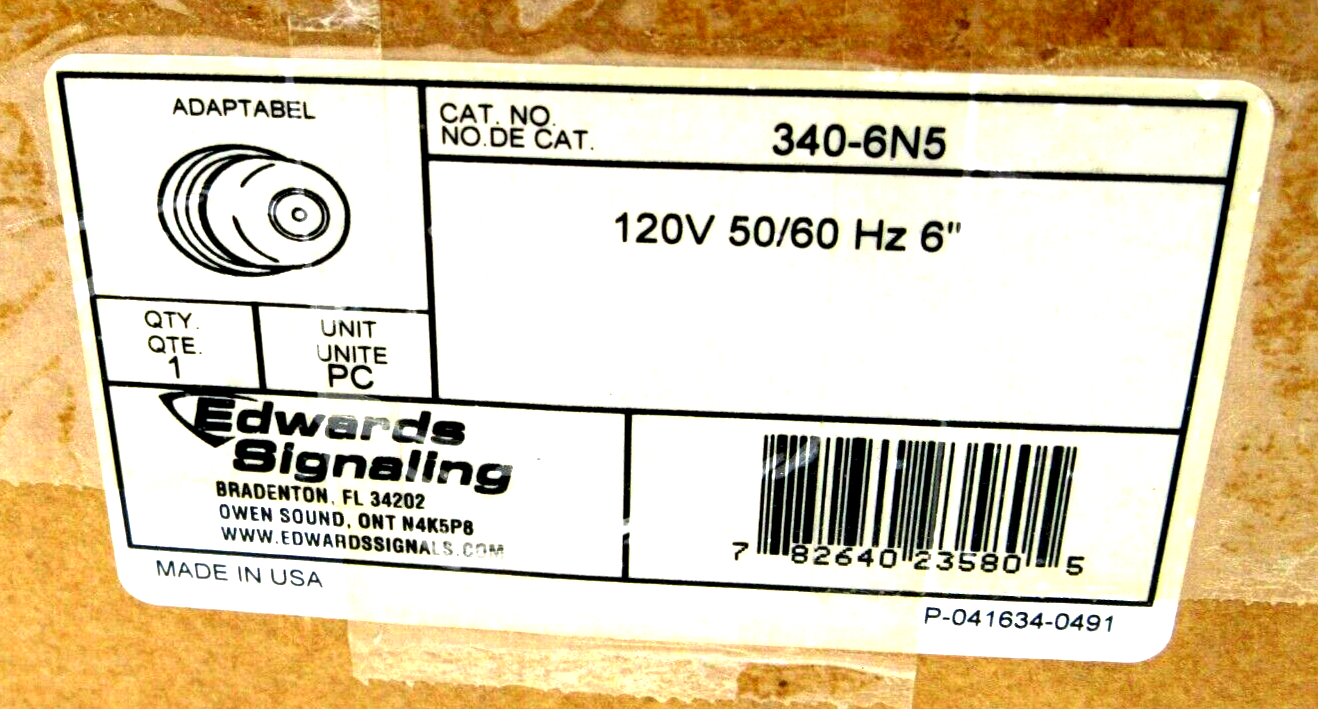 ADAPTABEL
CAT. NO.
NO.DE CAT.
340-6N5
120V 50/60 Hz 6"
QTY.
QTE.
1
UNIT
UNITE
PC
Edwards
Signaling
BRADENTON, FL 34202
OWEN SOUND, ONT N4K5P8
WWW.EDWARDSSIGNALS.COM
7 82640 23580 5
MADE IN USA
P-041634-0491